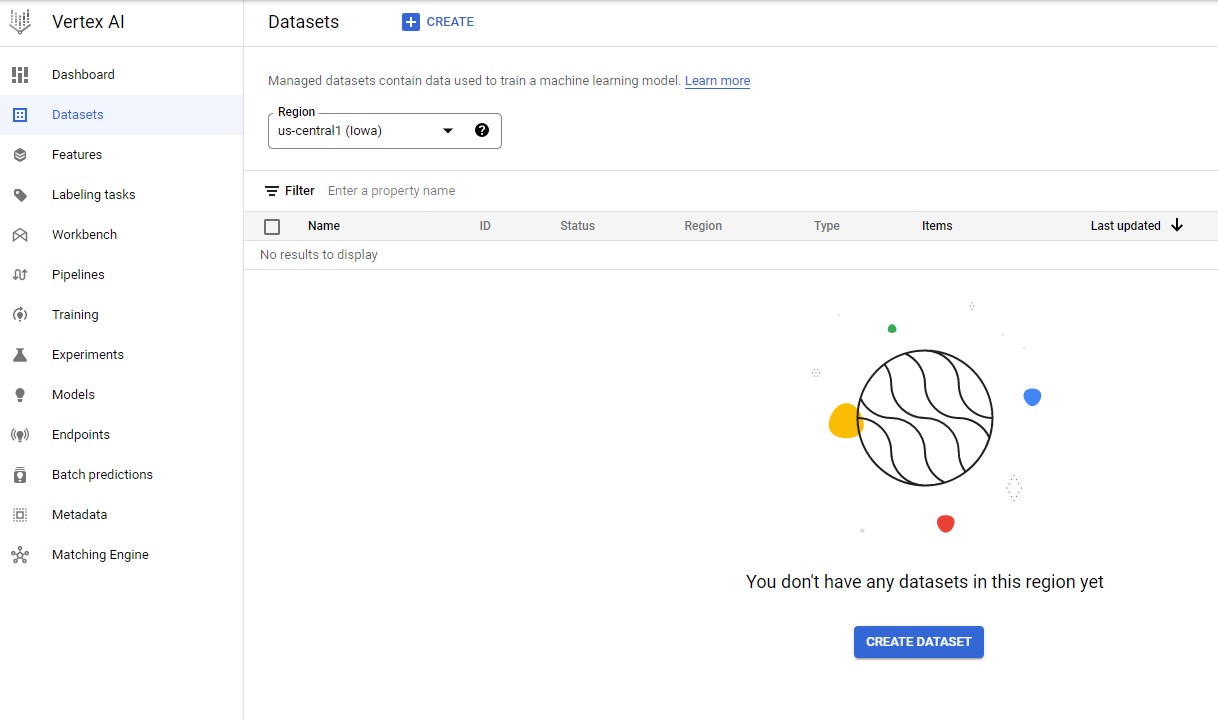 Vertex AI
Dashboard
Datasets
Features
Labeling tasks
Workbench
Pipelines
Training
Experiments
Models
Endpoints
Batch predictions
Metadata
Matching Engine
Datasets
CREATE
Managed datasets contain data used to train a machine learning model. Learn more
Region
us-central1 (Iowa)
Filter Enter a property name
Name ID Status Region Type Items Last updated
No results to display
You don't have any datasets in this region yet
CREATE DATASET